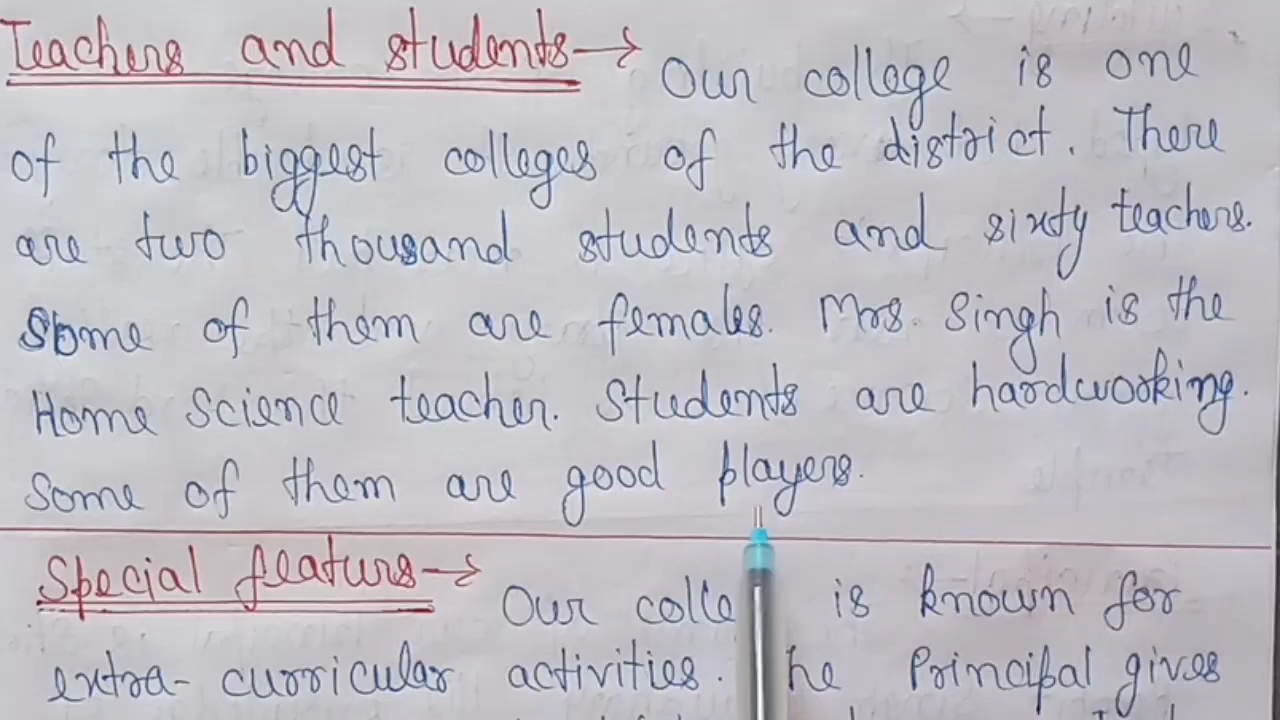 Teachers and students→ Our college is one
of the biggest colleges of the district. There
are two thousand students and sixty teachers.
Some of them are females. Mrs. Singh is the
Home Science teacher. Students are hardworking.
Some of them are good players.
Special featurs→ Our colle is known for
extra-curricular activities. he Principal gives